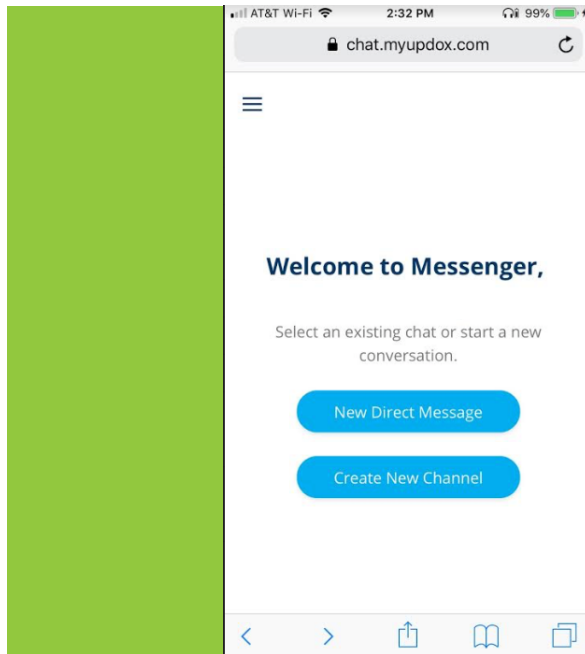 AT&T Wi-Fi 2:32 PM 99%
chat.myupdox.com
Welcome to Messenger,
Select an existing chat or start a new
conversation.
New Direct Message
Create New Channel